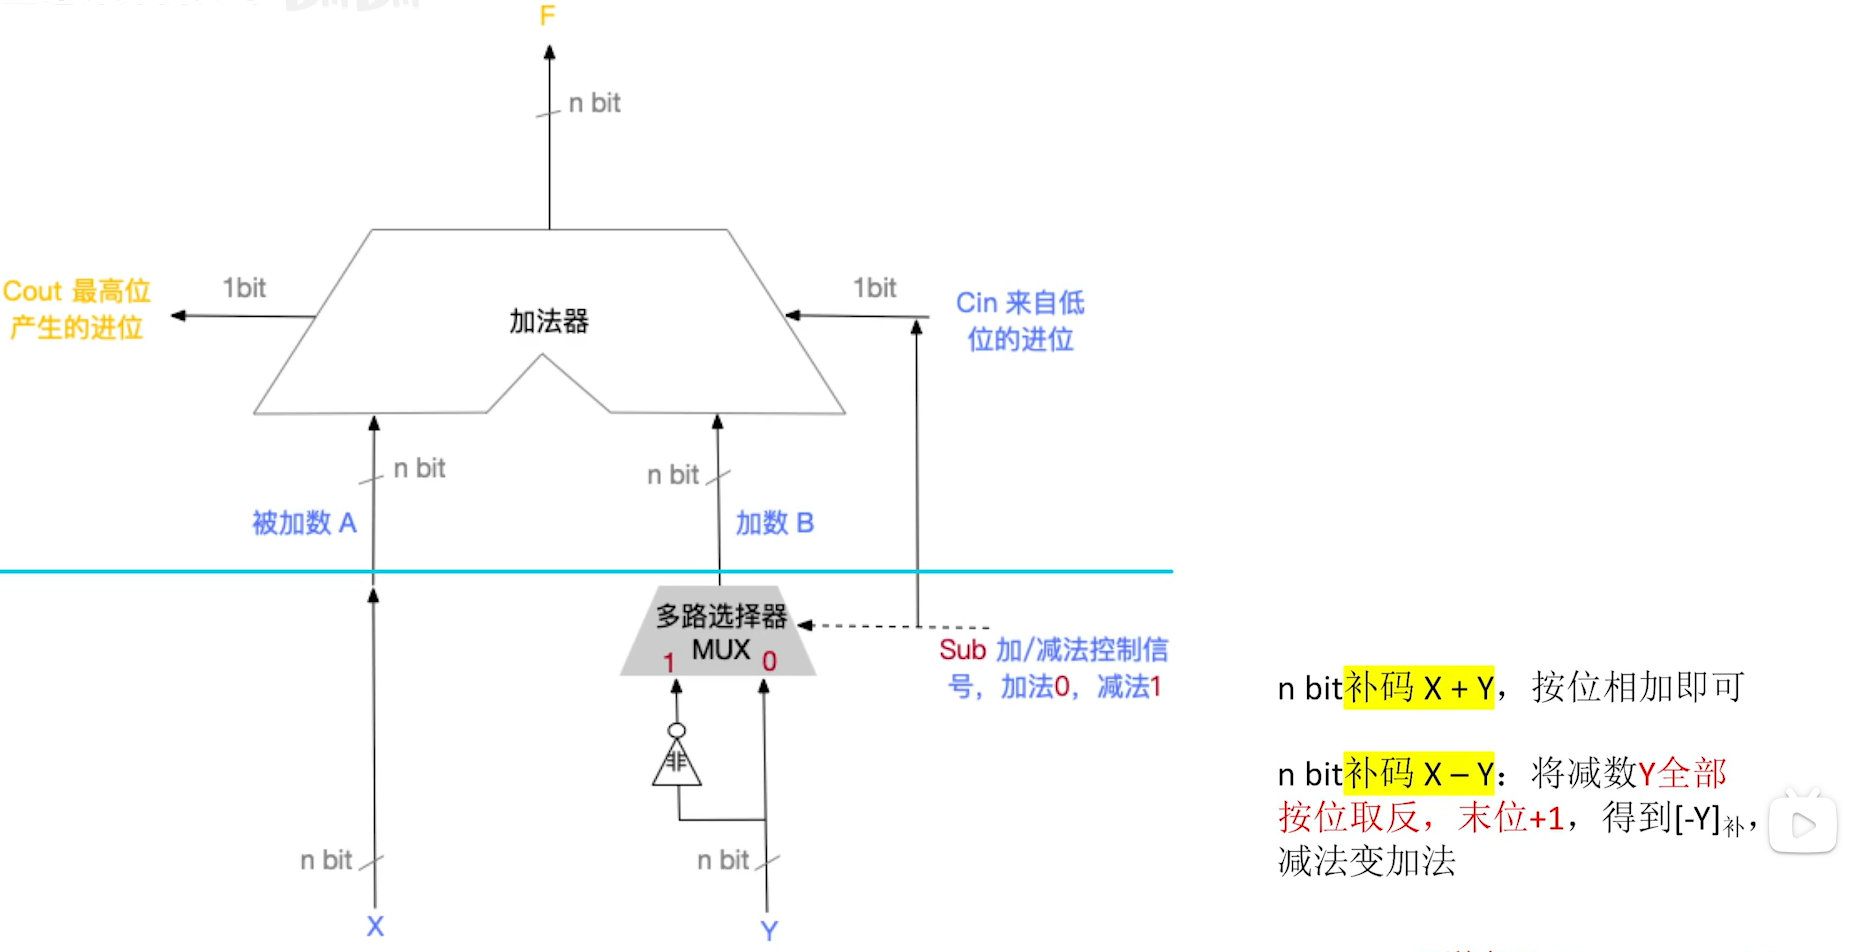 F
n bit
Cout 最高位
产生的进位
1bit
加法器
1bit
Cin 来自低
位的进位
n bit
n bit
被加数 A
加数 B
多路选择器
MUX
1
0
Sub 加/减法控制信
号，加法0，减法1
非
n bit
n bit
X
Y
n bit补码 X + Y，按位相加即可
n bit补码 X – Y：将减数Y全部
按位取反，末位+1，得到[-Y]补，
减法变加法